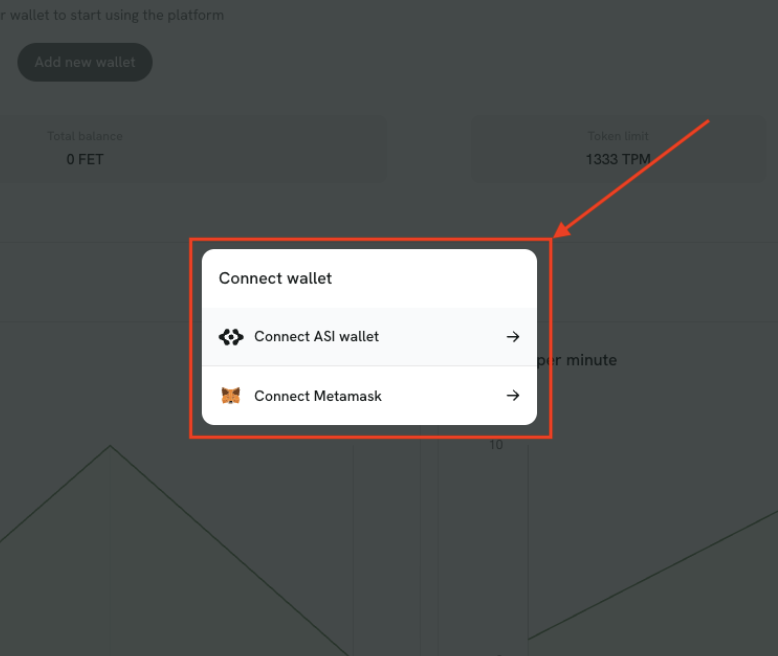 r wallet to start using the platform
Add new wallet
Total balance
0 FET
Token limit
1333 TPM
Connect wallet
Connect ASI wallet
Connect Metamask
per minute
10